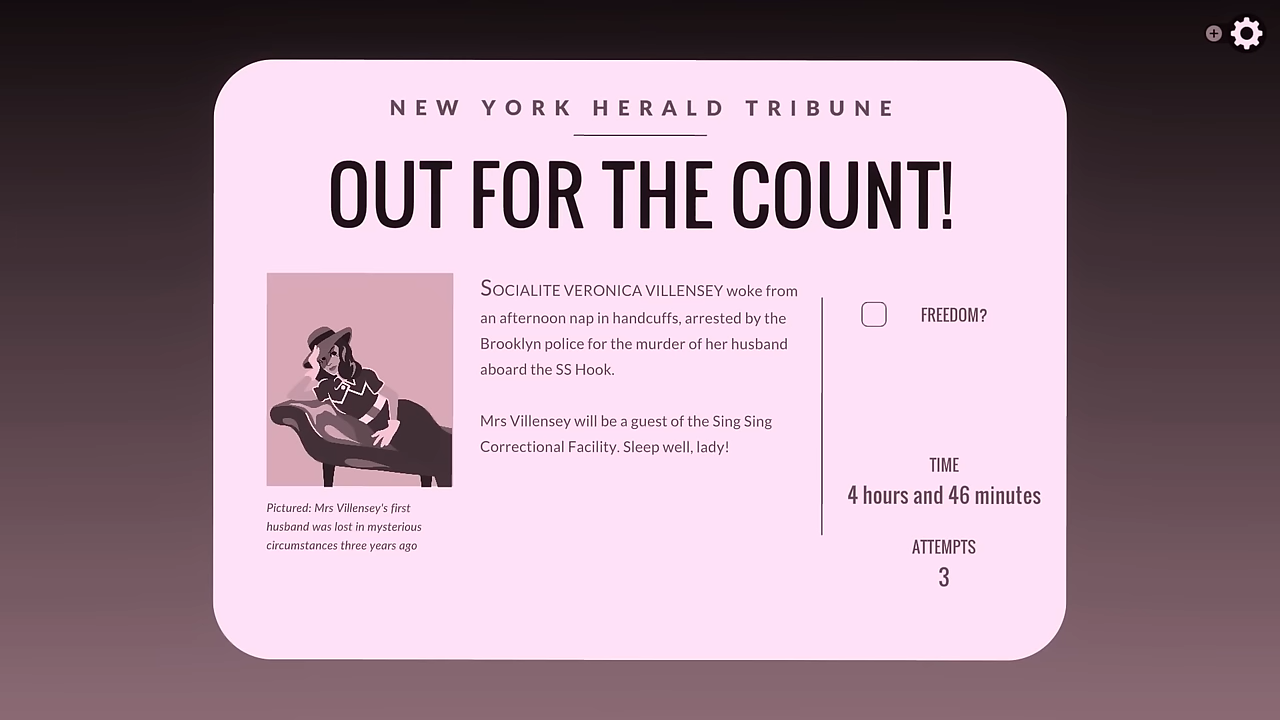 NEW YORK HERALD TRIBUNE
OUT FOR THE COUNT!
SOCIALITE VERONICA VILLENSEY woke from
an afternoon nap in handcuffs, arrested by the
Brooklyn police for the murder of her husband
aboard the SS Hook.
Mrs Villensey will be a guest of the Sing Sing
Correctional Facility. Sleep well, lady!
Pictured: Mrs Villensey's first
husband was lost in mysterious
circumstances three years ago
FREEDOM?
TIME
4 hours and 46 minutes
ATTEMPTS
3